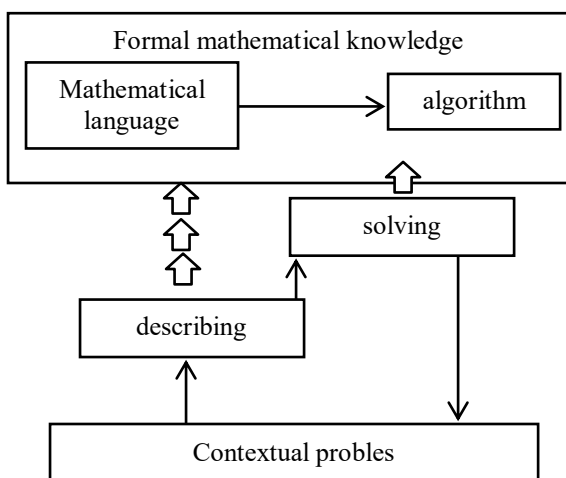 Formal mathematical knowledge
Mathematical
language
algorithm
solving
describing
Contextual probles